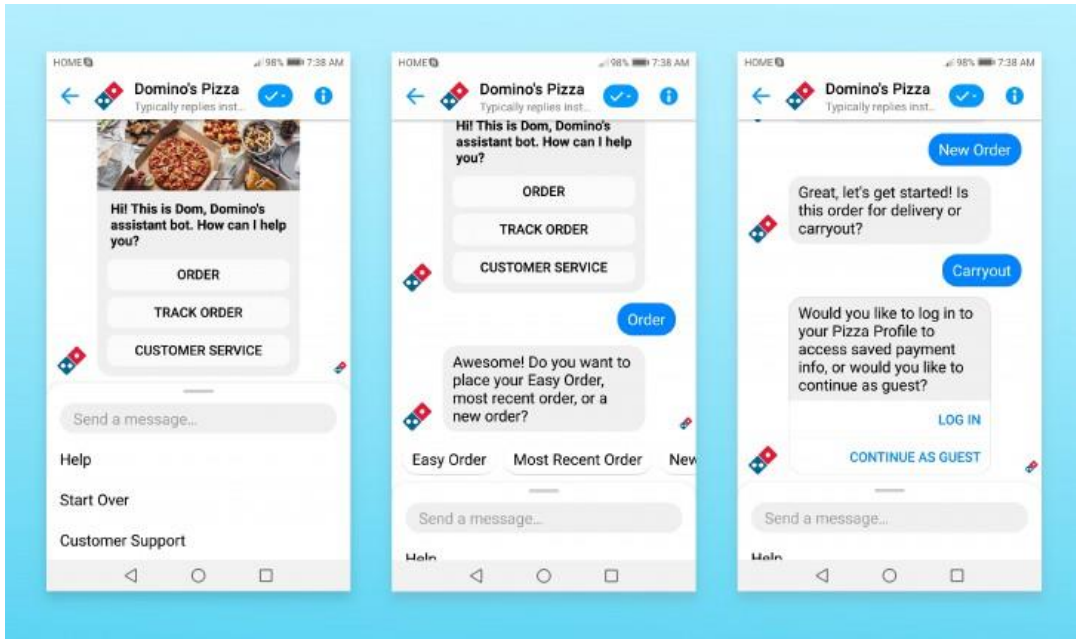 HOME
98% 7:38 AM
Domino's Pizza
Typically replies inst...
Hi! This is Dom, Domino's
assistant bot. How can I help
you?
ORDER
TRACK ORDER
CUSTOMER SERVICE
Send a message...
Help
Start Over
Customer Support
HOME
98% 7:38 AM
Domino's Pizza
Typically replies inst...
Hi! This is Dom, Domino's
assistant bot. How can I help
you?
ORDER
TRACK ORDER
CUSTOMER SERVICE
Order
Awesome! Do you want to
place your Easy Order,
most recent order, or a
new order?
Easy Order Most Recent Order New
Send a message...
Help
HOME
98% 7:38 AM
Domino's Pizza
Typically replies inst...
New Order
Great, let's get started! Is
this order for delivery or
carryout?
Carryout
Would you like to log in to
your Pizza Profile to
access saved payment
info, or would you like to
continue as guest?
LOG IN
CONTINUE AS GUEST
Send a message...
Help